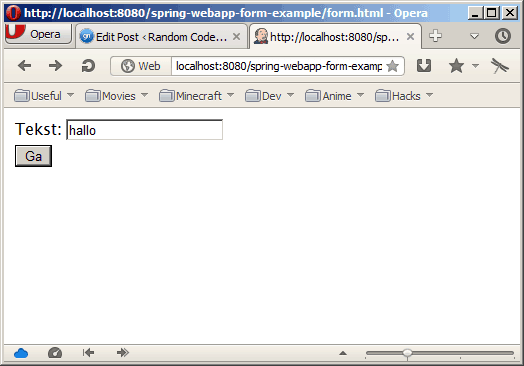 http://localhost:8080/spring-webapp-form-example/form.html - Opera
Opera Edit Post ‹ Random Code... http://localhost:8080/sp...
Web localhost:8080/spring-webapp-form-examp
Useful Movies Minecraft Dev Anime Hacks
Tekst: hallo
Ga